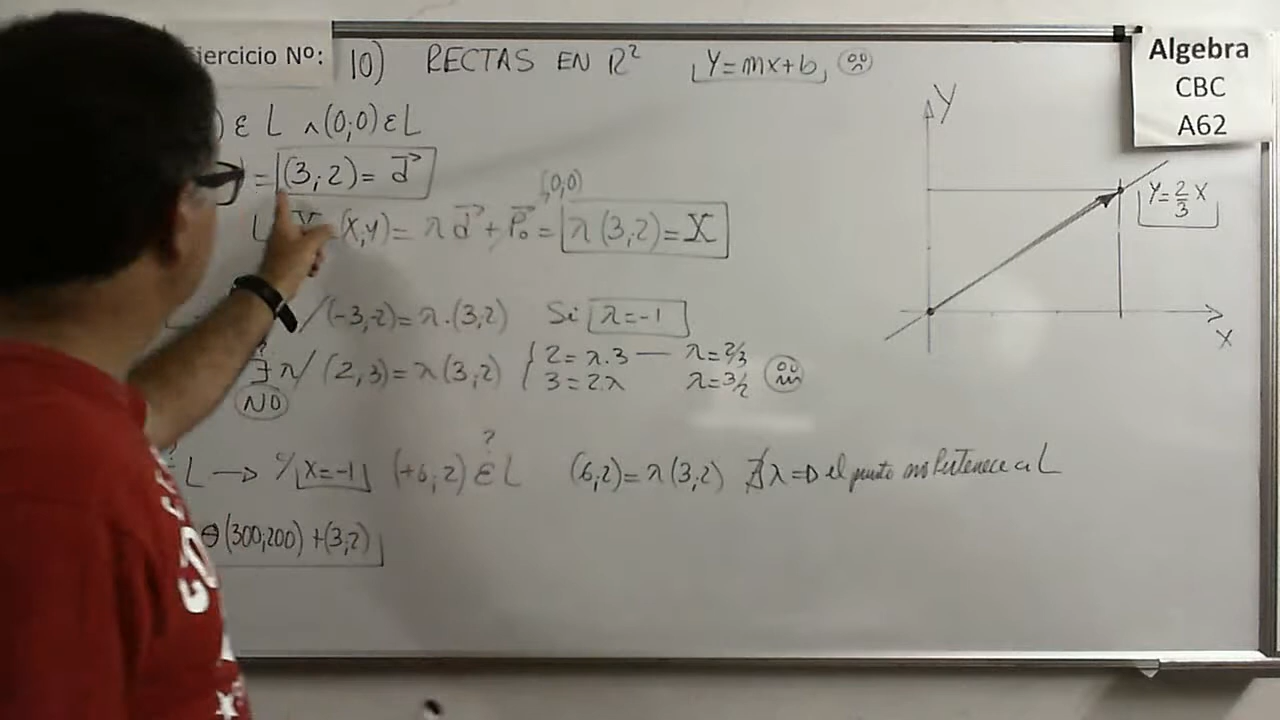 Ejercicio Nº: 10) RECTAS EN R² Y=mx+b
Algebra
CBC
A62
) ε L ∧(0;0) ε L
= (3;2)= d⃗
(0,0)
(X,Y)= λ d⃗ + P₀⃗ = λ(3;2)=X
/(-3,-2)=λ.(3;2) Si λ=-1
?
∃ λ/ (2,3)=λ(3;2) { 2=λ.3 — λ=2/3
3=2λ λ=3/2
NO
?
L → X=-1 (+6,2) ε L (6,2)=λ(3,2) ∄λ⇒ el punto no Pertenece a L
θ(300;200)+(3;2)
Y
Y=2/3 X
X